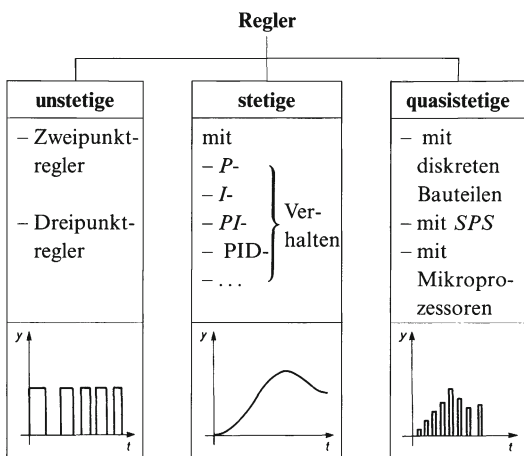 Regler
unstetige
– Zweipunkt-
regler
– Dreipunkt-
regler
y
t
stetige
mit
– P-
– I-
– PI-
– PID-
– ...
Ver-
halten
y
t
quasistetige
– mit
diskreten
Bauteilen
– mit SPS
– mit
Mikropro-
zessoren
y
t